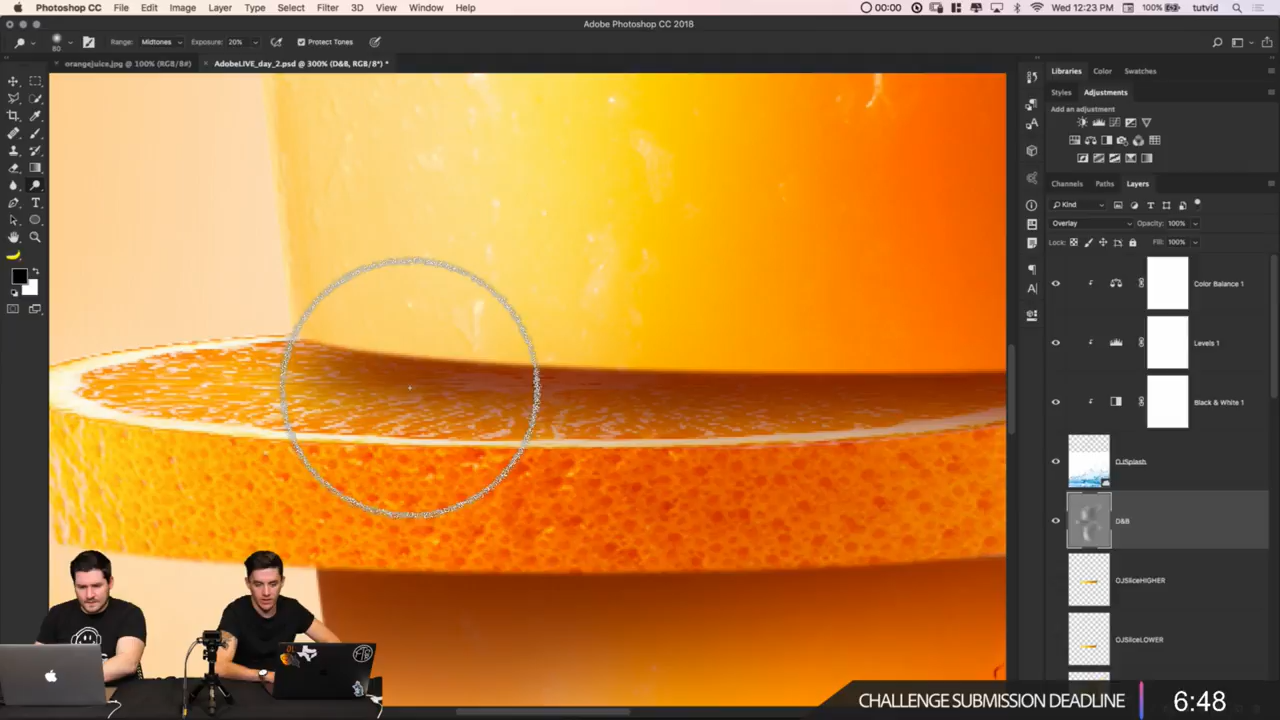 Photoshop CC File Edit Image Layer Type Select Filter 3D View Window Help
00:00 100% Wed 12:23 PM tutvid
Adobe Photoshop CC 2018
80 Range: Midtones Exposure: 20% Protect Tones
× orangejuice.jpg @ 100% (RGB/8#) × AdobeLIVE_day_2.psd @ 300% (D&B, RGB/8#) *
Libraries Color Swatches
Styles Adjustments
Add an adjustment
Channels Paths Layers
Kind
Overlay Opacity: 100%
Lock: Fill: 100%
Color Balance 1
Levels 1
Black & White 1
OJSplash
D&B
OJSliceHIGHER
OJSliceLOWER
CHALLENGE SUBMISSION DEADLINE 6:48